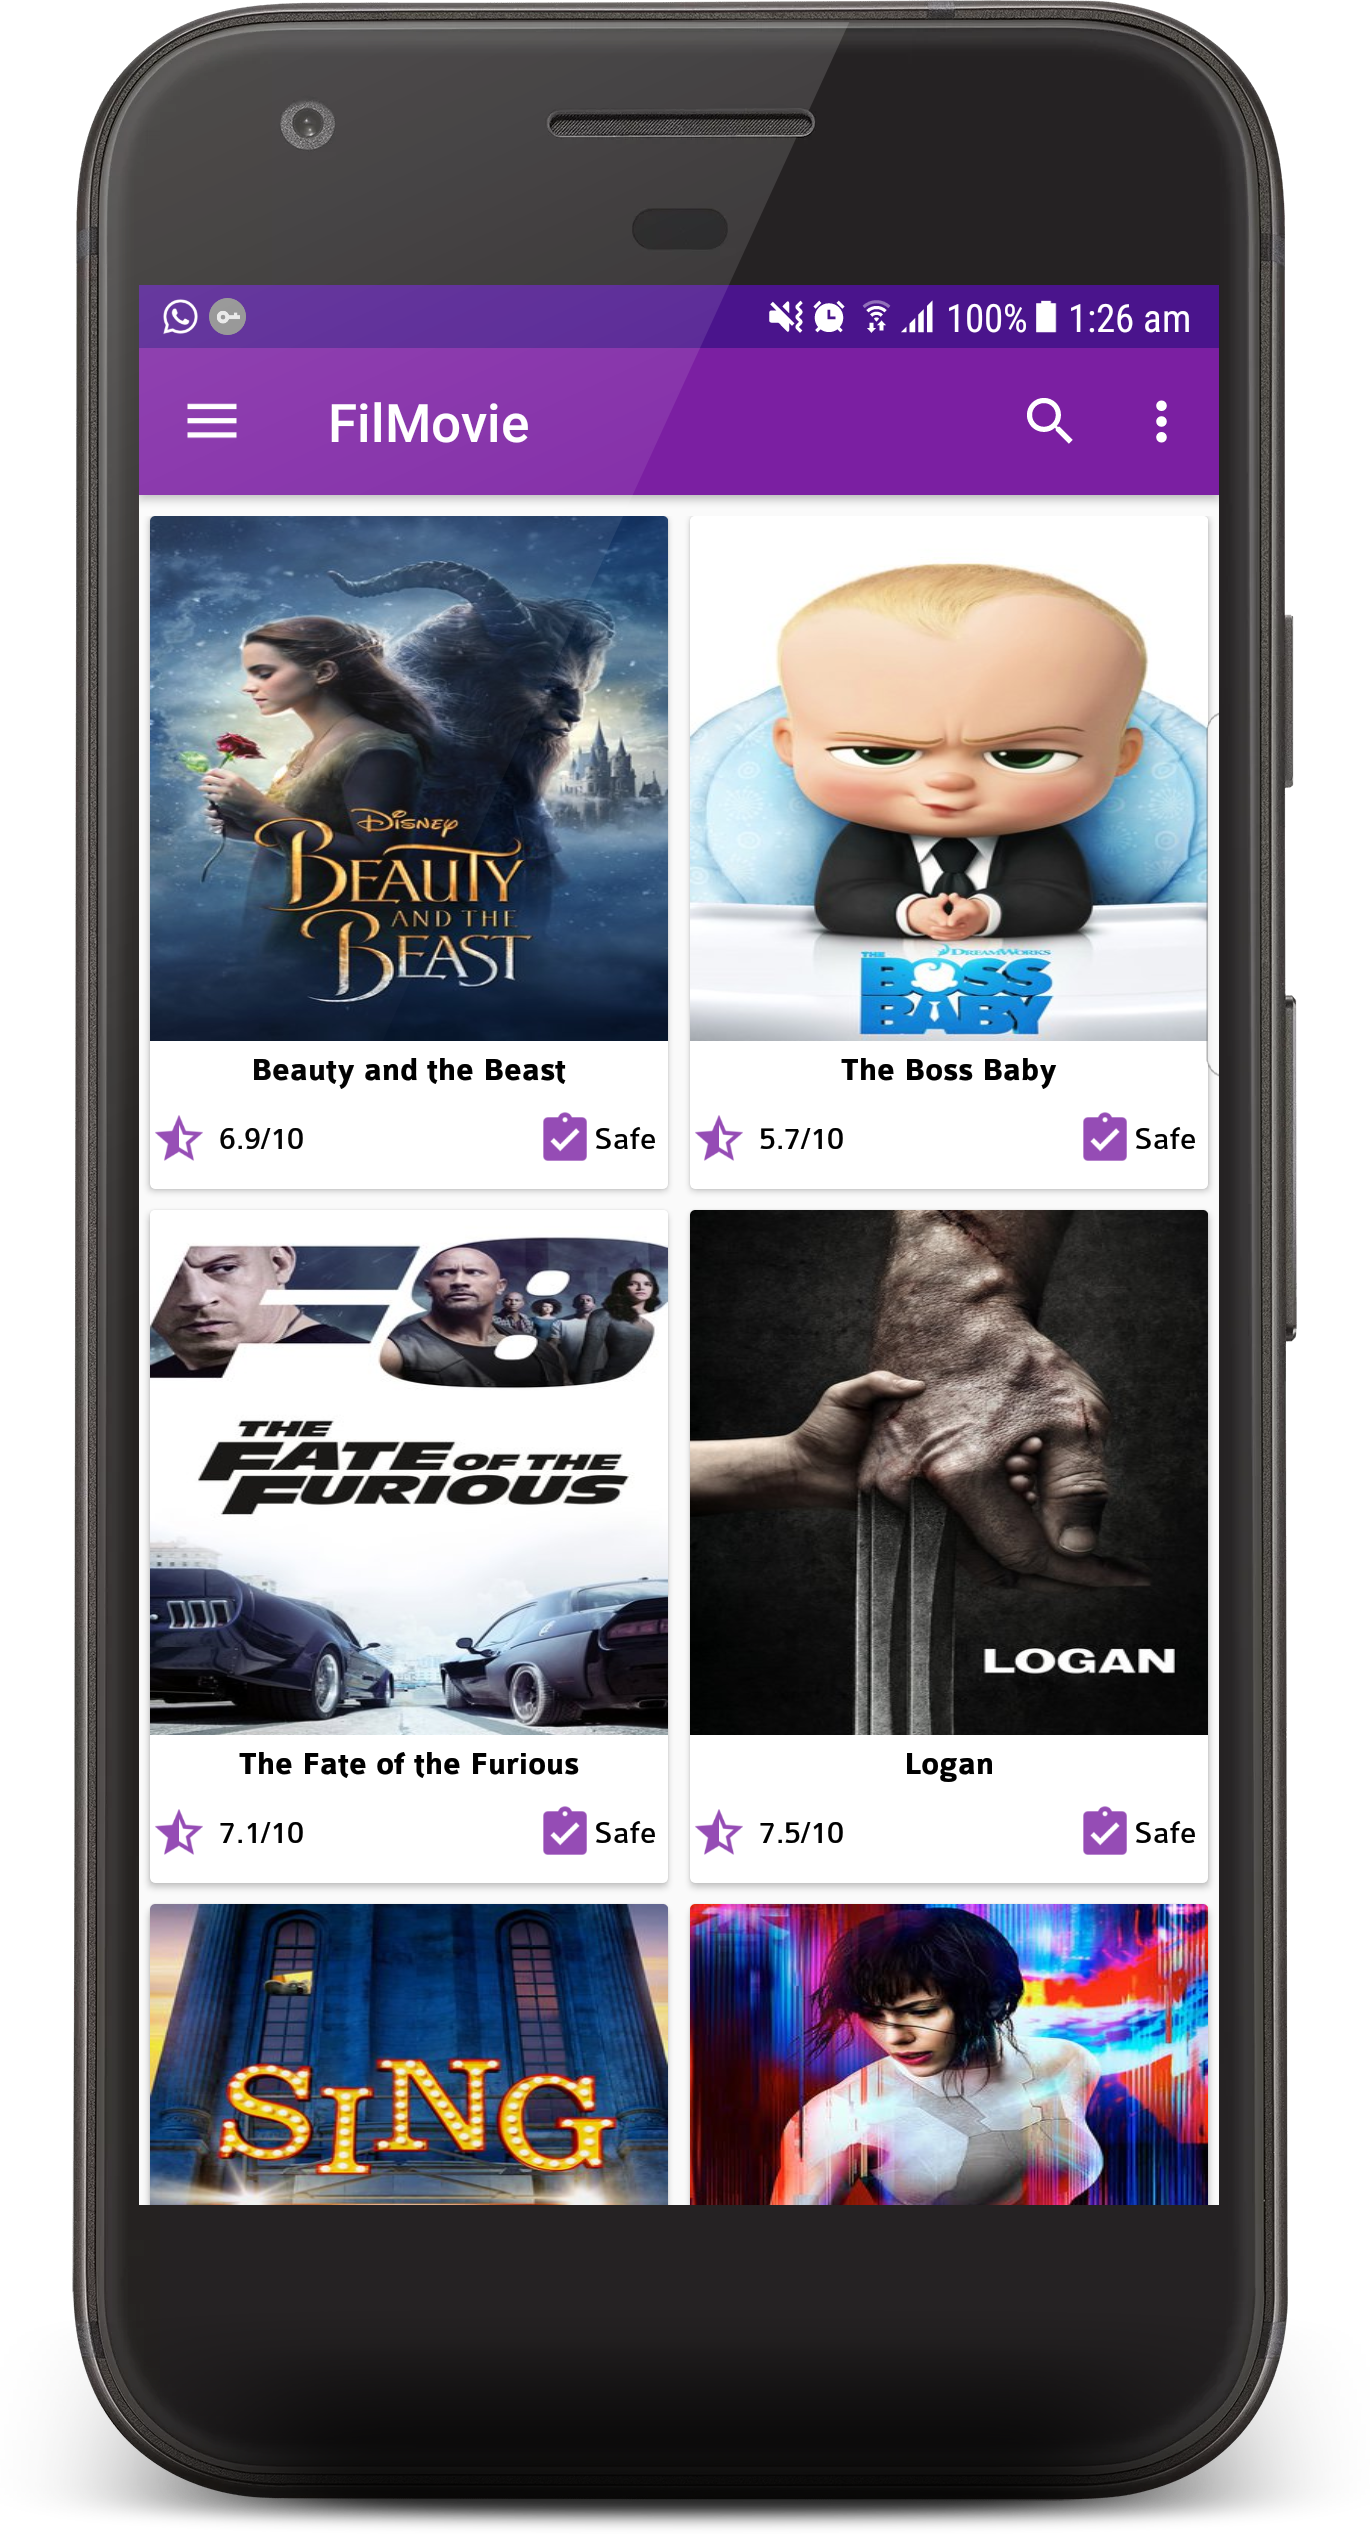 100% 1:26 am
FilMovie
Disney
BEAUTY
AND THE
BEAST
DREAMWORKS
THE
BOSS
BABY
Beauty and the Beast
The Boss Baby
6.9/10 Safe
5.7/10 Safe
F8
THE
FATE OF THE
FURIOUS
LOGAN
The Fate of the Furious
Logan
7.1/10 Safe
7.5/10 Safe
SING